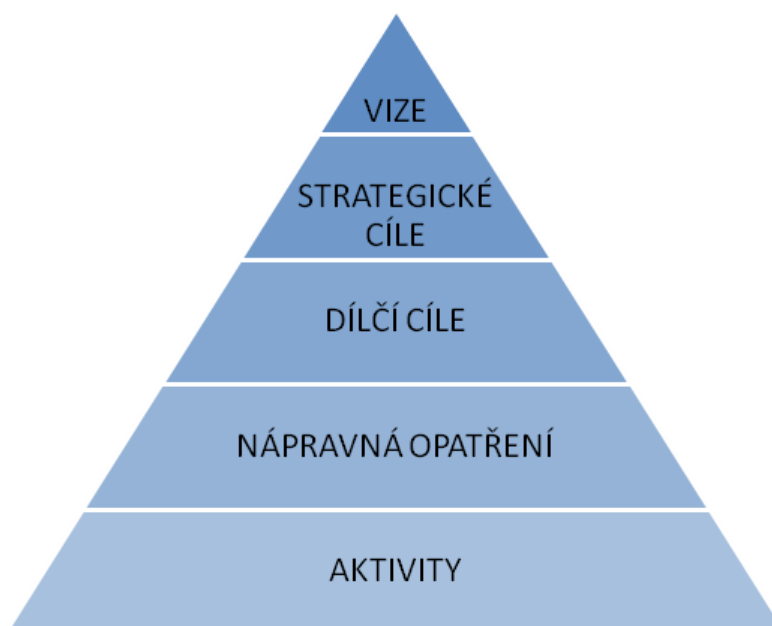 VIZE
STRATEGICKÉ
CÍLE
DÍLČÍ CÍLE
NÁPRAVNÁ OPATŘENÍ
AKTIVITY